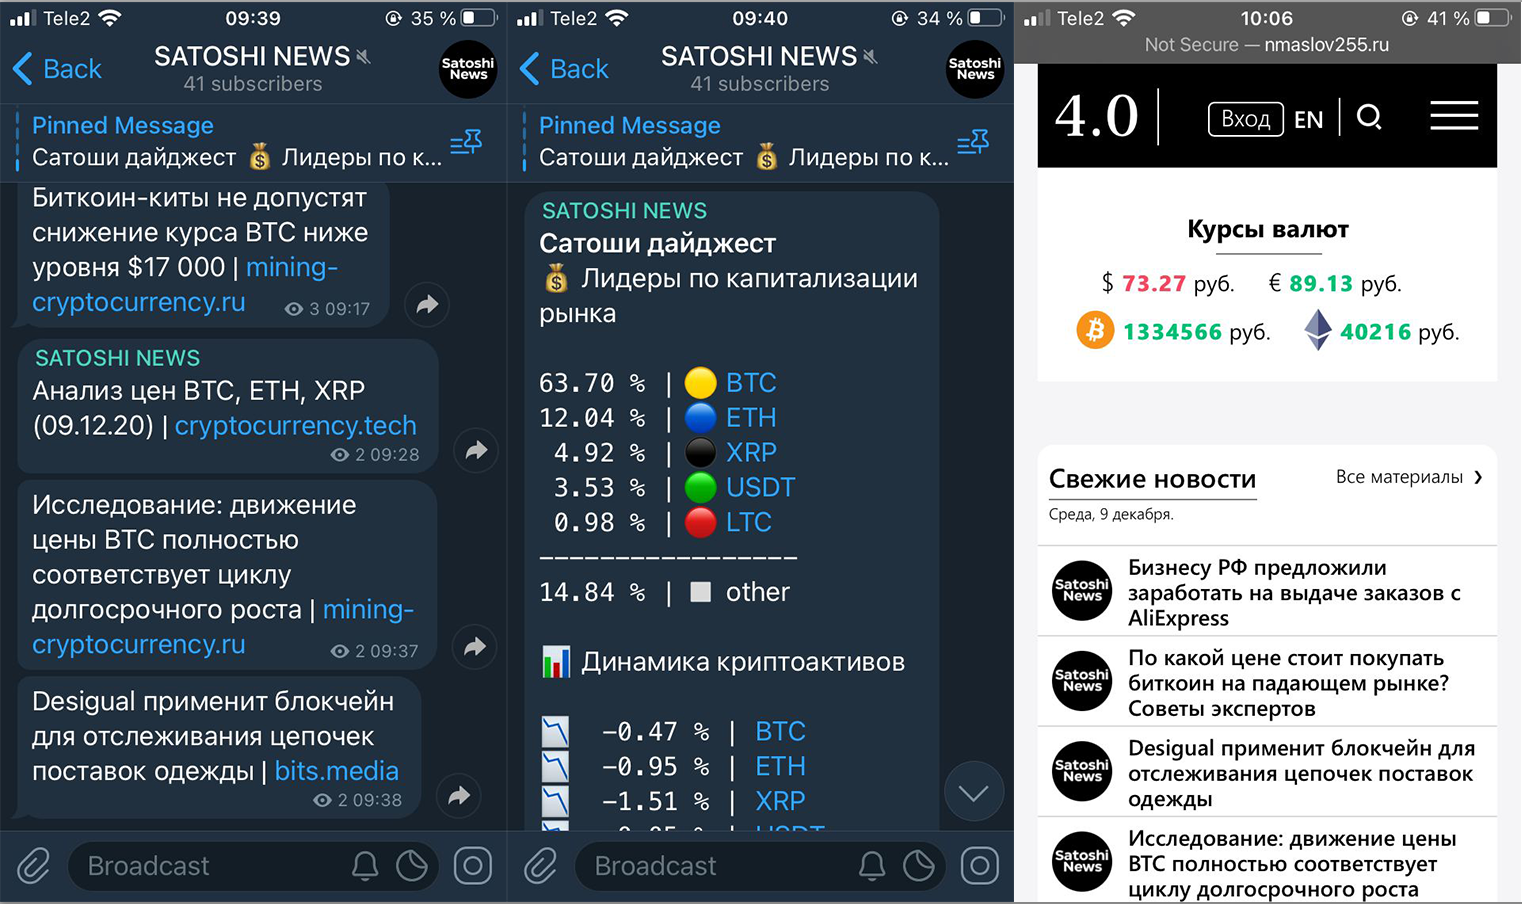 Tele2
09:39
35 %
Back
SATOSHI NEWS
41 subscribers
Satoshi
News
Pinned Message
Сатоши дайджест 💰 Лидеры по к...
Биткоин-киты не допустят
снижение курса BTC ниже
уровня $17 000 | mining-
cryptocurrency.ru
3 09:17
SATOSHI NEWS
Анализ цен BTC, ETH, XRP
(09.12.20) | cryptocurrency.tech
2 09:28
Исследование: движение
цены BTC полностью
соответствует циклу
долгосрочного роста | mining-
cryptocurrency.ru
2 09:37
Desigual применит блокчейн
для отслеживания цепочек
поставок одежды | bits.media
2 09:38
Broadcast
Tele2
09:40
34 %
Back
SATOSHI NEWS
41 subscribers
Satoshi
News
Pinned Message
Сатоши дайджест 💰 Лидеры по к...
SATOSHI NEWS
Сатоши дайджест
💰 Лидеры по капитализации
рынка
63.70 % | 🟡 BTC
12.04 % | 🔵 ETH
4.92 % | ⚫ XRP
3.53 % | 🟢 USDT
0.98 % | 🔴 LTC
-----------------
14.84 % | ◻️ other
📊 Динамика криптоактивов
📉 -0.47 % | BTC
📉 -0.95 % | ETH
📉 -1.51 % | XRP
Broadcast
Tele2
10:06
41 %
Not Secure — nmaslov255.ru
4.0
Вход
EN
Курсы валют
$ 73.27 руб. € 89.13 руб.
1334566 руб. 40216 руб.
Свежие новости
Все материалы
Среда, 9 декабря.
Satoshi
News
Бизнесу РФ предложили
заработать на выдаче заказов с
AliExpress
Satoshi
News
По какой цене стоит покупать
биткоин на падающем рынке?
Советы экспертов
Satoshi
News
Desigual применит блокчейн для
отслеживания цепочек поставок
одежды
Satoshi
News
Исследование: движение цены
BTC полностью соответствует
циклу долгосрочного роста